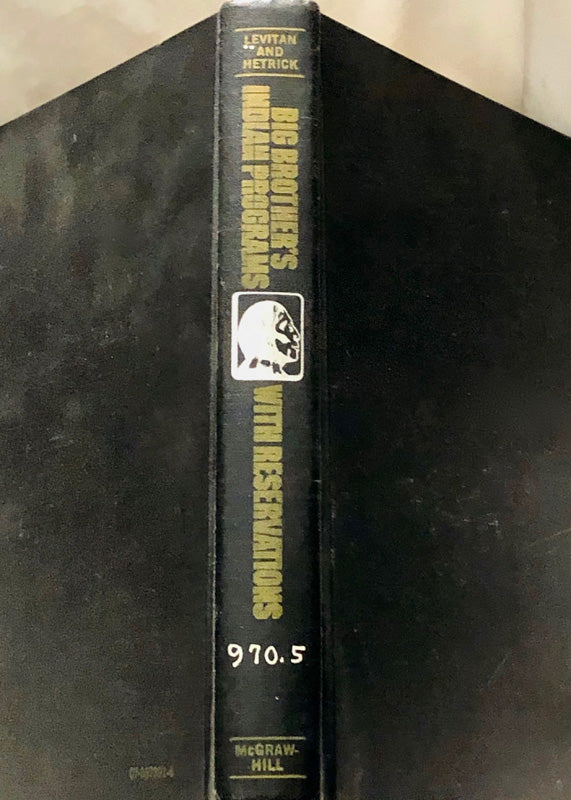 LEVITAN
AND
HETRICK
BIG BROTHER'S
INDIAN PROGRAMS
WITH RESERVATIONS
970.5
McGRAW-
HILL